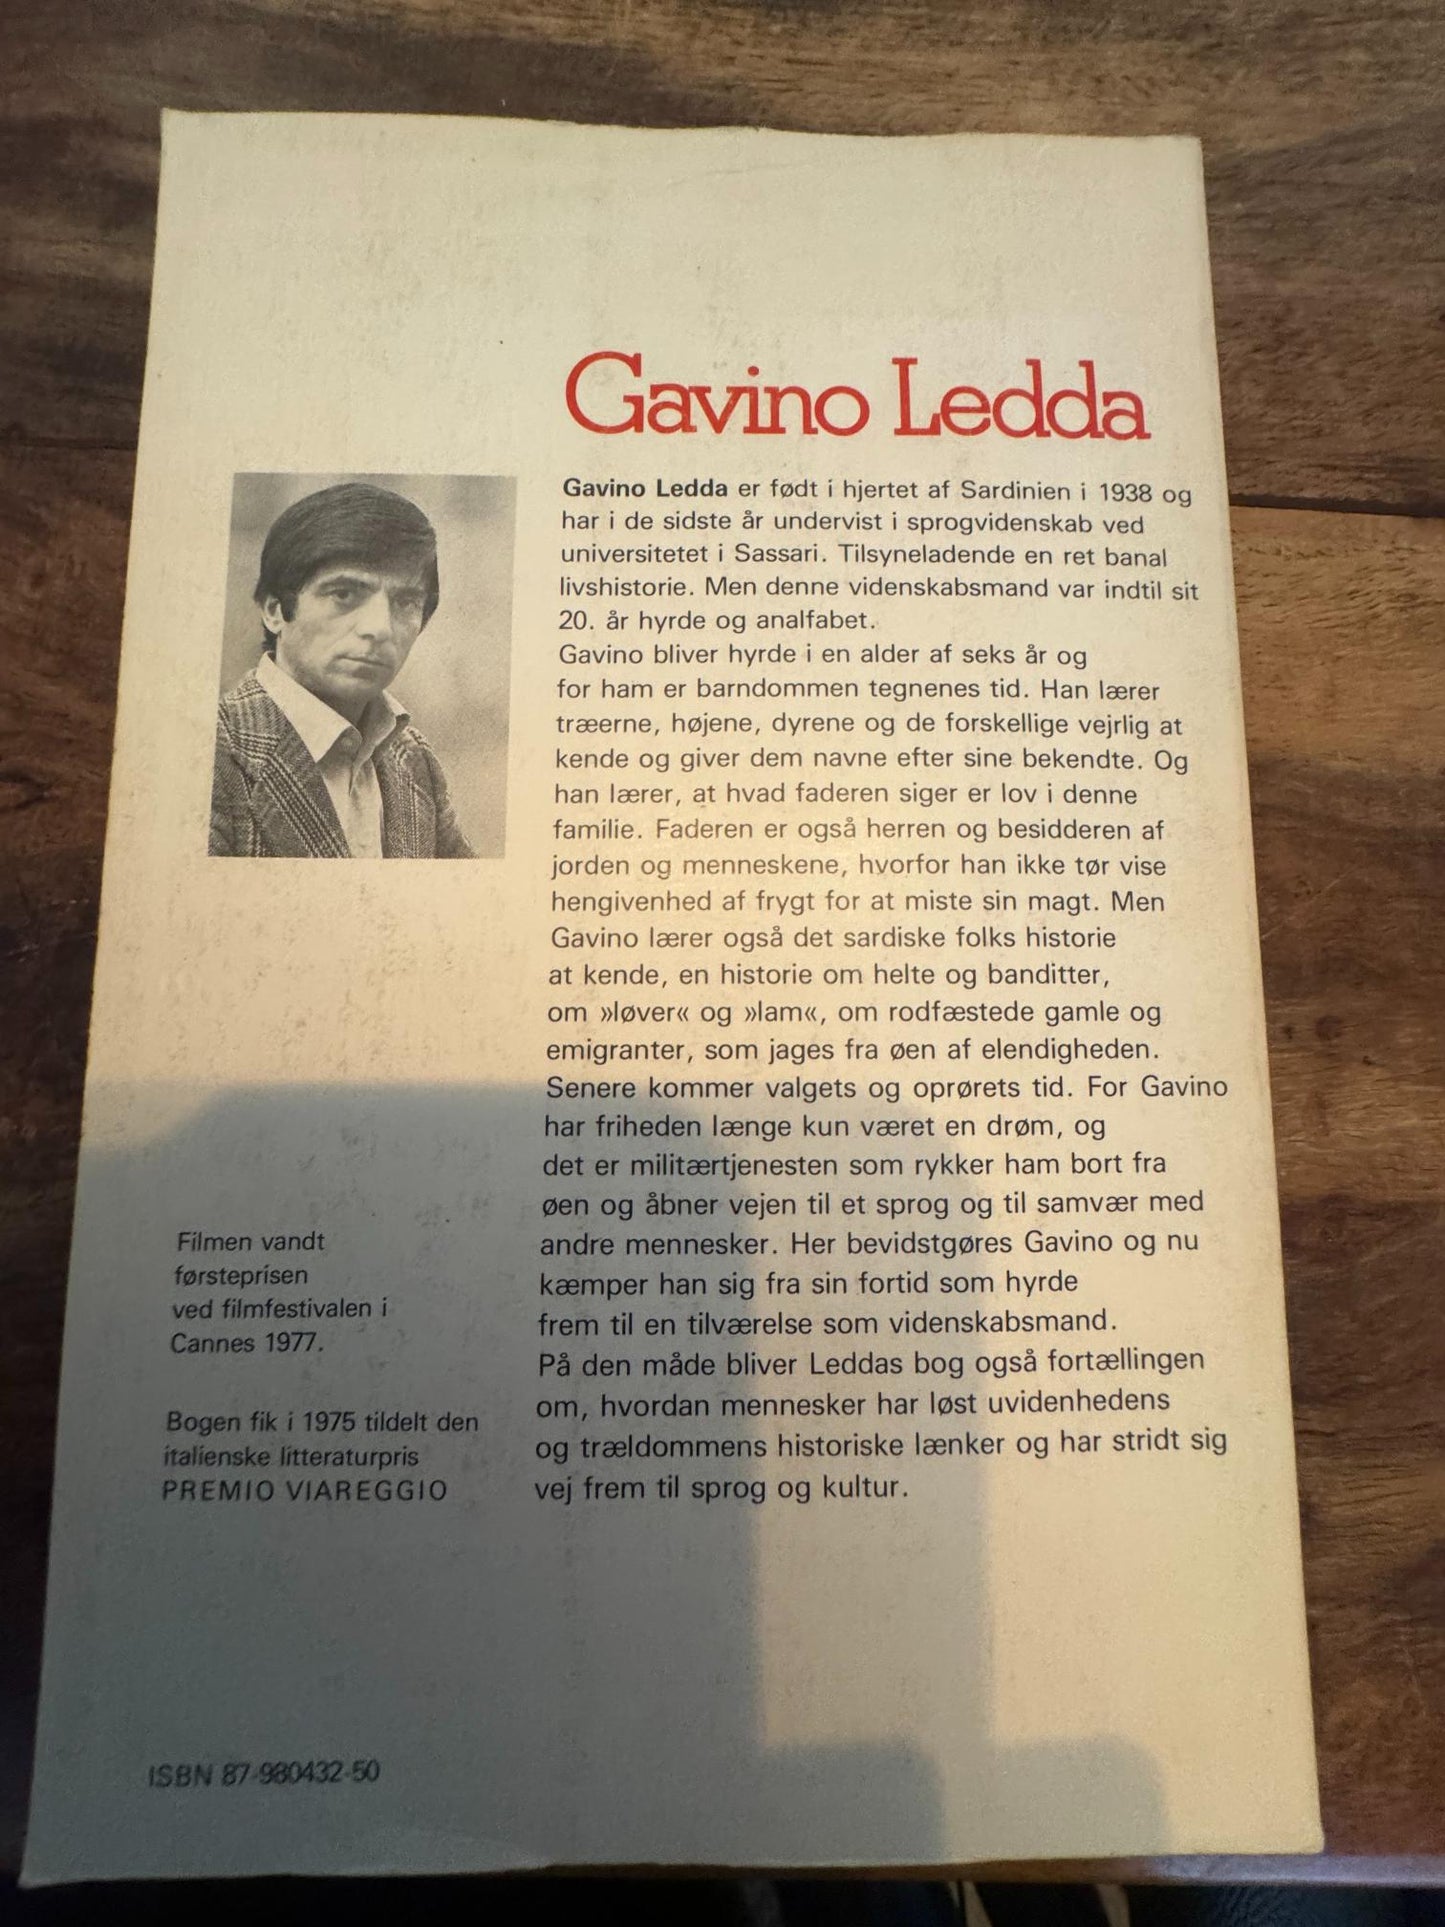 Gavino Ledda
Gavino Ledda er født i hjertet af Sardinien i 1938 og
har i de sidste år undervist i sprogvidenskab ved
universitetet i Sassari. Tilsyneladende en ret banal
livshistorie. Men denne videnskabsmand var indtil sit
20. år hyrde og analfabet.
Gavino bliver hyrde i en alder af seks år og
for ham er barndommen tegnenes tid. Han lærer
træerne, højene, dyrene og de forskellige vejrlig at
kende og giver dem navne efter sine bekendte. Og
han lærer, at hvad faderen siger er lov i denne
familie. Faderen er også herren og besidderen af
jorden og menneskene, hvorfor han ikke tør vise
hengivenhed af frygt for at miste sin magt. Men
Gavino lærer også det sardiske folks historie
at kende, en historie om helte og banditter,
om »løver« og »lam«, om rodfæstede gamle og
emigranter, som jages fra øen af elendigheden.
Senere kommer valgets og oprørets tid. For Gavino
har friheden længe kun været en drøm, og
det er militærtjenesten som rykker ham bort fra
øen og åbner vejen til et sprog og til samvær med
andre mennesker. Her bevidstgøres Gavino og nu
kæmper han sig fra sin fortid som hyrde
frem til en tilværelse som videnskabsmand.
På den måde bliver Leddas bog også fortællingen
om, hvordan mennesker har løst uvidenhedens
og trældommens historiske lænker og har stridt sig
vej frem til sprog og kultur.
Filmen vandt
førsteprisen
ved filmfestivalen i
Cannes 1977.
Bogen fik i 1975 tildelt den
italienske litteraturpris
PREMIO VIAREGGIO
ISBN 87-980432-50